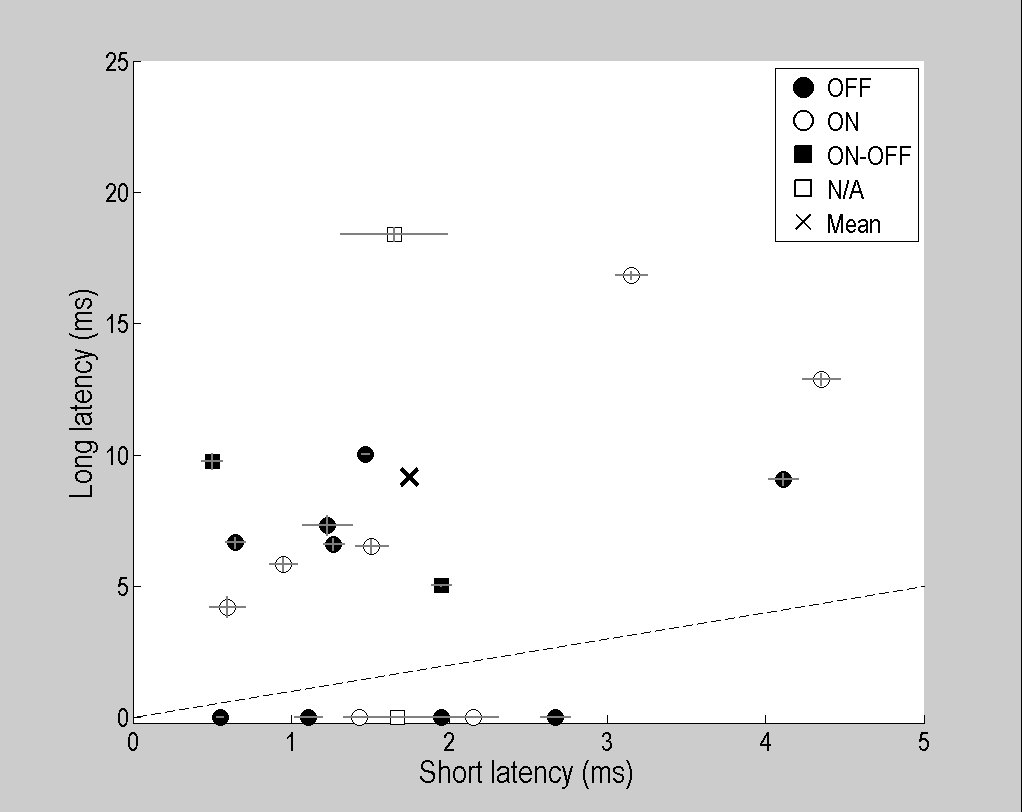 25
20
15
10
5
0
0 1 2 3 4 5
Long latency (ms)
Short latency (ms)
OFF
ON
ON-OFF
N/A
Mean